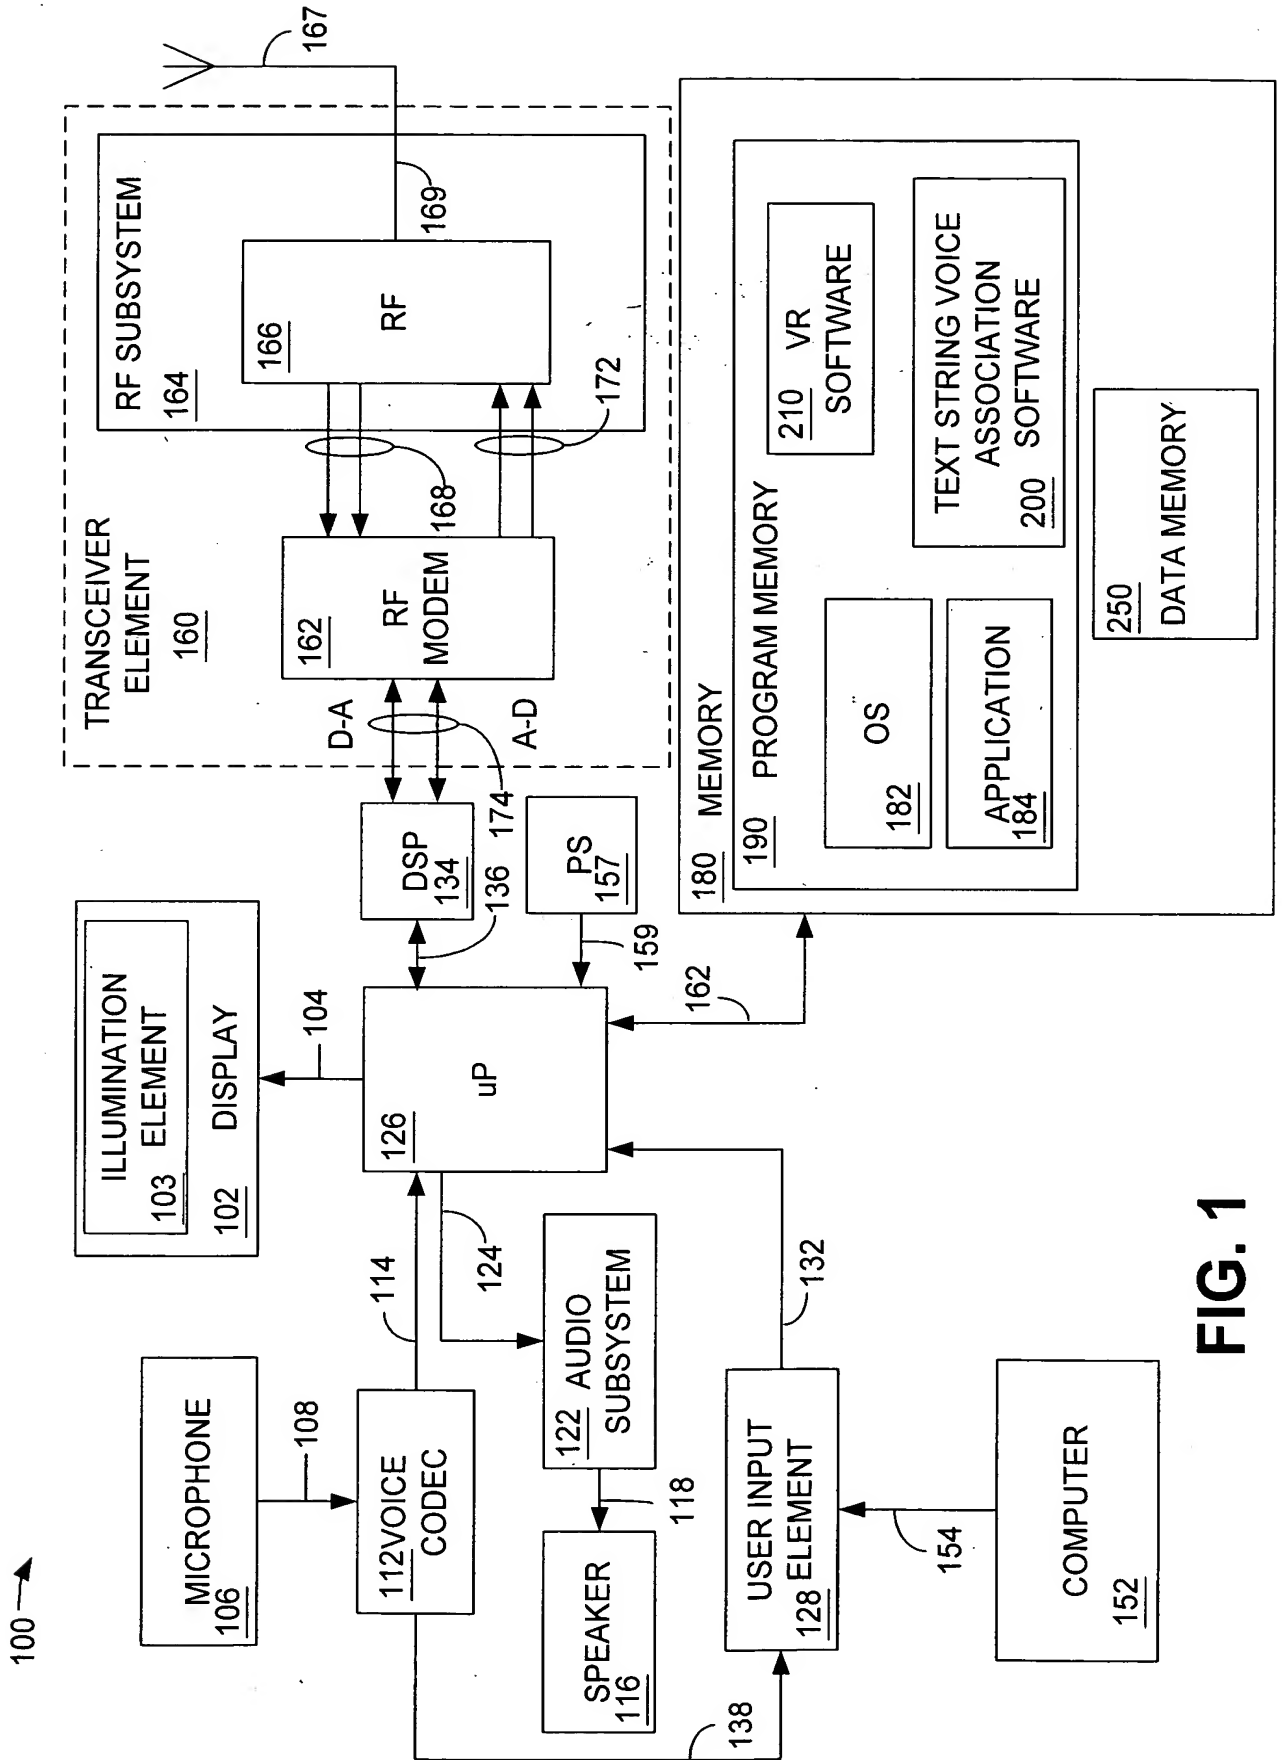 100
MICROPHONE
106
108
112 VOICE
CODEC
114
138
SPEAKER
116
118
122 AUDIO
SUBSYSTEM
124
USER INPUT
ELEMENT
128
132
COMPUTER
152
154
ILLUMINATION
ELEMENT
103
DISPLAY
102
104
uP
126
DSP
134
136
PS
157
159
162
174
TRANSCEIVER
ELEMENT
160
D-A
A-D
RF
MODEM
162
168
172
RF SUBSYSTEM
164
RF
166
169
167
MEMORY
180
PROGRAM MEMORY
190
OS
182
APPLICATION
184
VR
SOFTWARE
210
TEXT STRING VOICE
ASSOCIATION
SOFTWARE
200
DATA MEMORY
250
FIG. 1